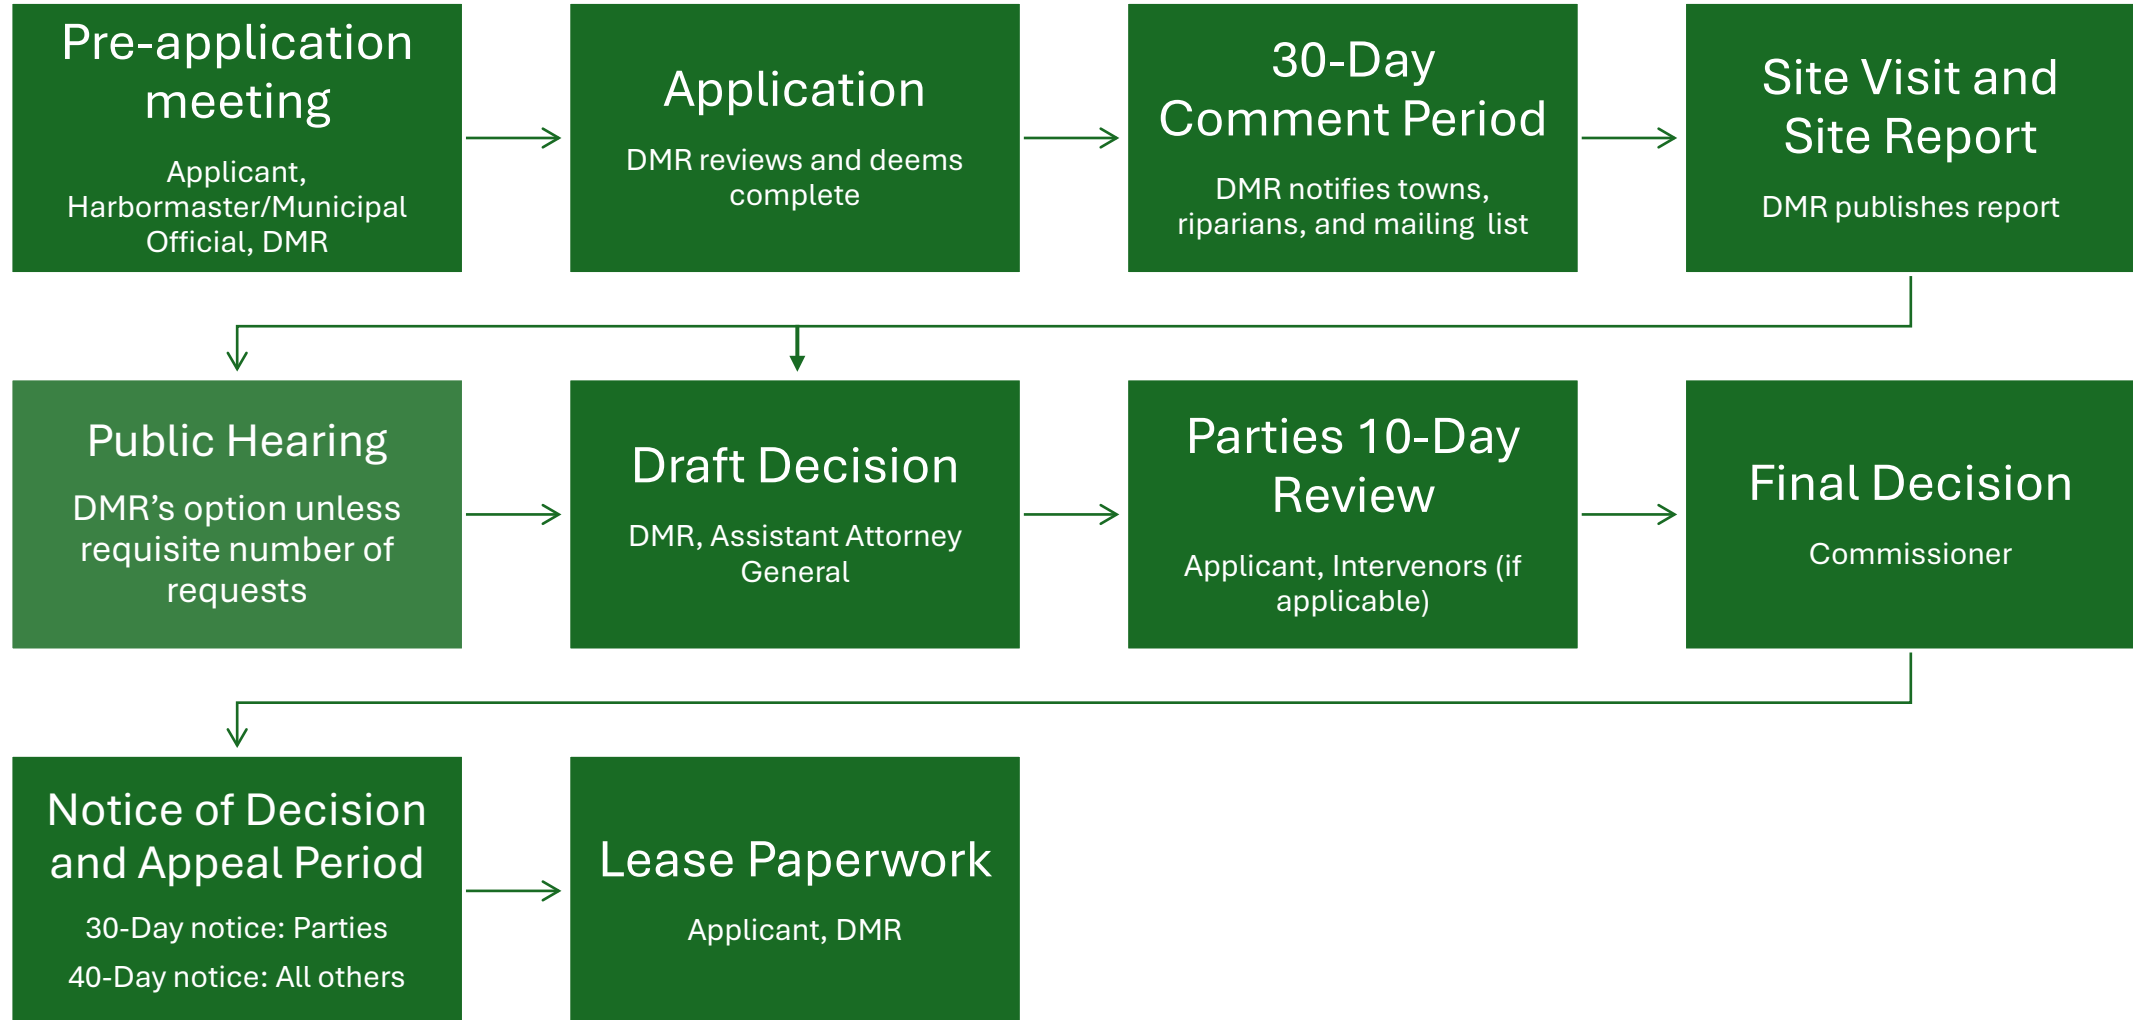 Pre-application
meeting
Applicant,
Harbormaster/Municipal
Official, DMR
Application
DMR reviews and deems
complete
30-Day
Comment Period
DMR notifies towns,
riparians, and mailing list
Site Visit and
Site Report
DMR publishes report
Public Hearing
DMR’s option unless
requisite number of
requests
Draft Decision
DMR, Assistant Attorney
General
Parties 10-Day
Review
Applicant, Intervenors (if
applicable)
Final Decision
Commissioner
Notice of Decision
and Appeal Period
30-Day notice: Parties
40-Day notice: All others
Lease Paperwork
Applicant, DMR